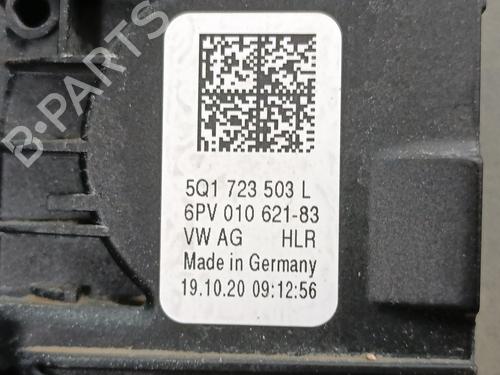 B-PARTS
5Q1 723 503 L
6PV 010 621-83
VW AG HLR
Made in Germany
19.10.20 09:12:56